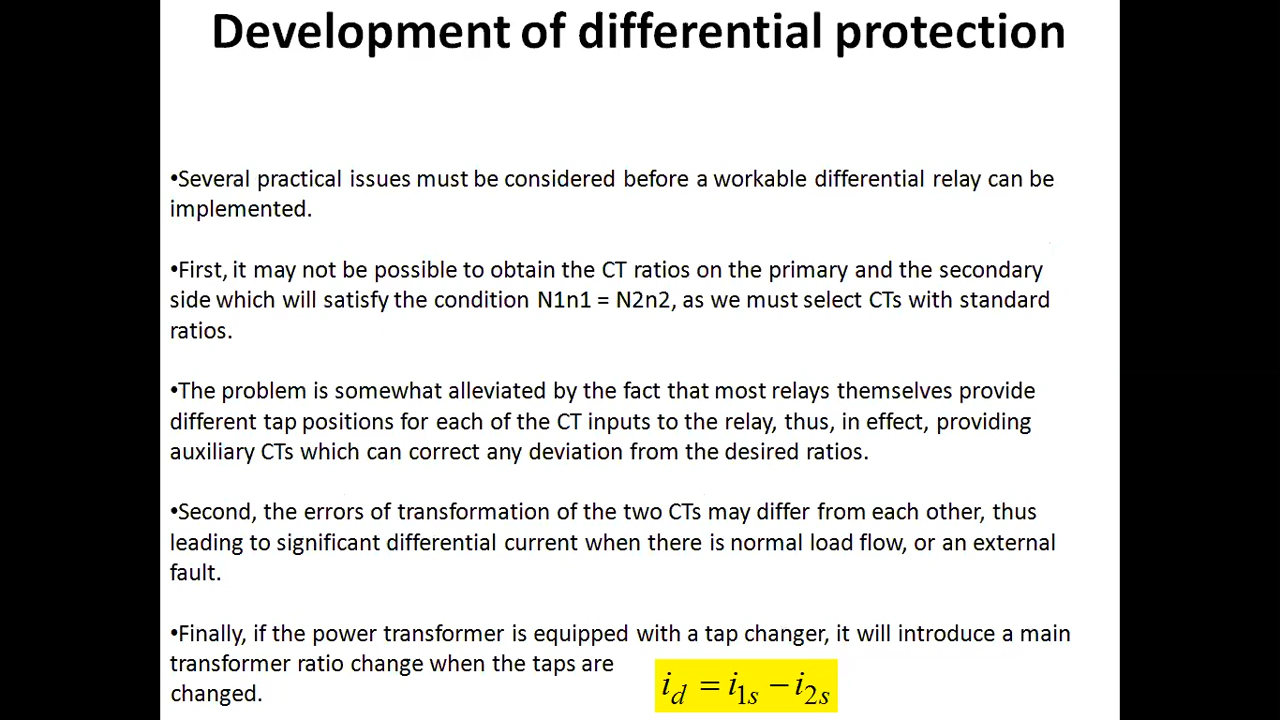 Development of differential protection
•Several practical issues must be considered before a workable differential relay can be
implemented.
•First, it may not be possible to obtain the CT ratios on the primary and the secondary
side which will satisfy the condition N1n1 = N2n2, as we must select CTs with standard
ratios.
•The problem is somewhat alleviated by the fact that most relays themselves provide
different tap positions for each of the CT inputs to the relay, thus, in effect, providing
auxiliary CTs which can correct any deviation from the desired ratios.
•Second, the errors of transformation of the two CTs may differ from each other, thus
leading to significant differential current when there is normal load flow, or an external
fault.
•Finally, if the power transformer is equipped with a tap changer, it will introduce a main
transformer ratio change when the taps are
changed.
i_d = i_{1s} − i_{2s}